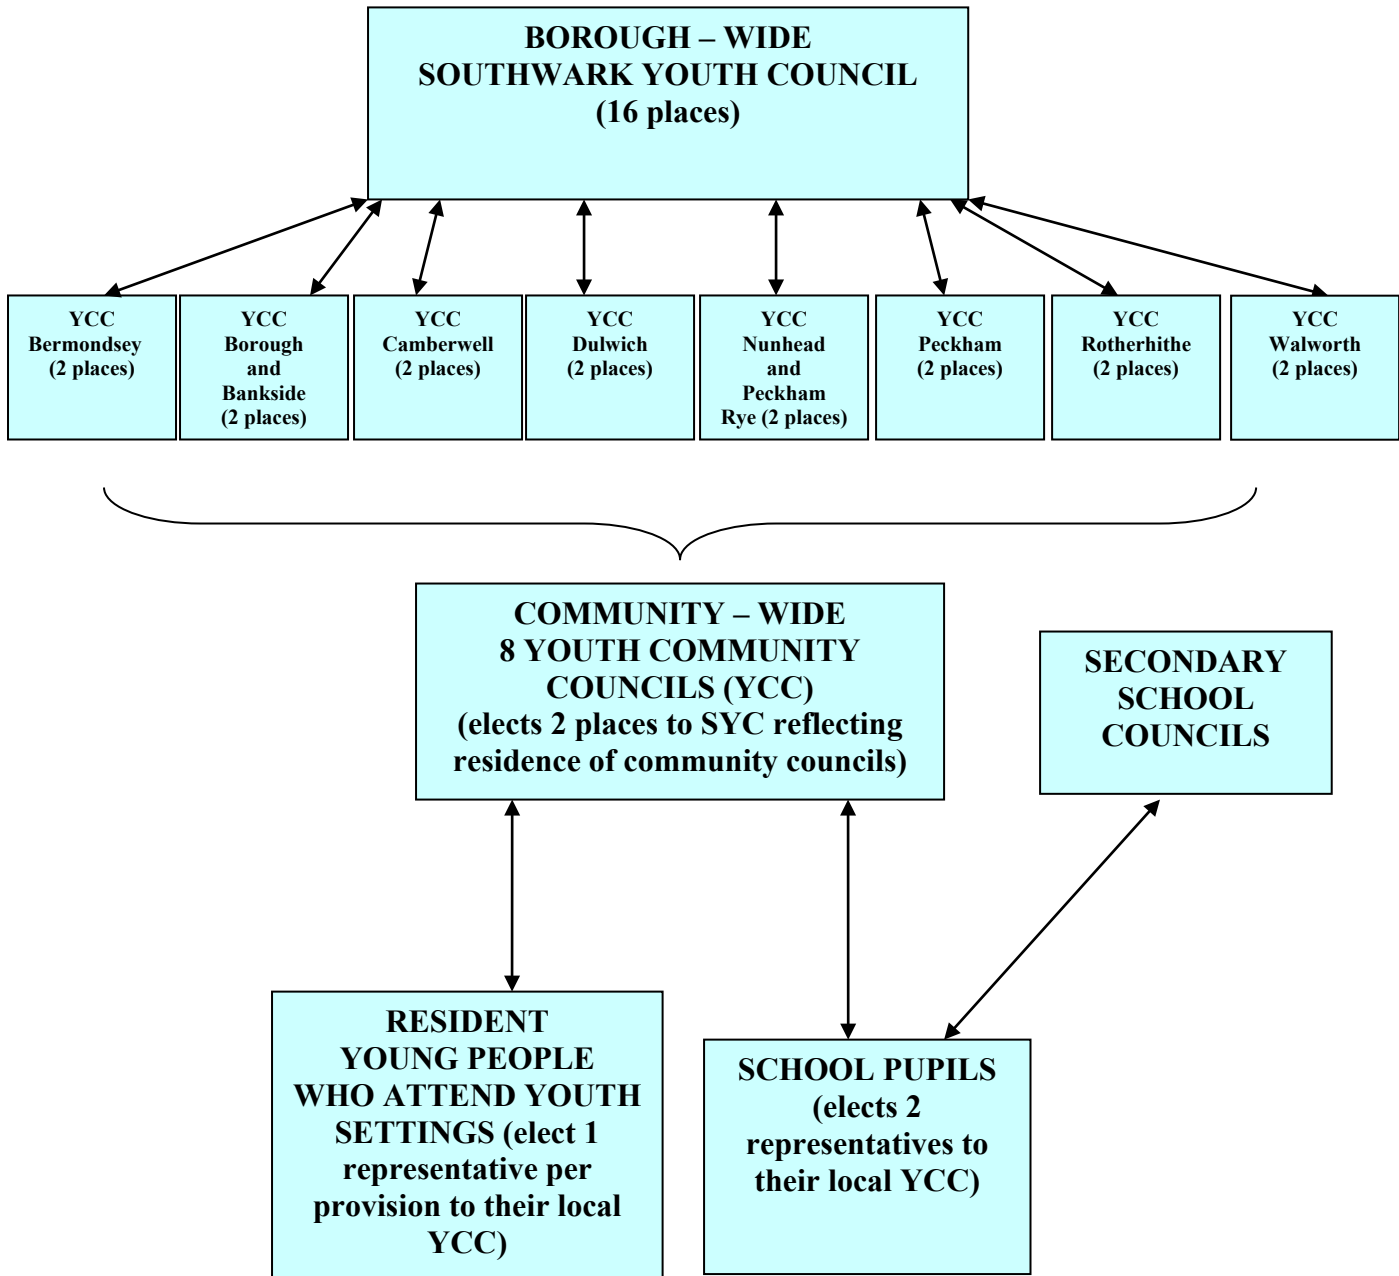 BOROUGH – WIDE
SOUTHWARK YOUTH COUNCIL
(16 places)
YCC
Bermondsey
(2 places)
YCC
Borough
and
Bankside
(2 places)
YCC
Camberwell
(2 places)
YCC
Dulwich
(2 places)
YCC
Nunhead
and
Peckham
Rye (2 places)
YCC
Peckham
(2 places)
YCC
Rotherhithe
(2 places)
YCC
Walworth
(2 places)
COMMUNITY – WIDE
8 YOUTH COMMUNITY
COUNCILS (YCC)
(elects 2 places to SYC reflecting
residence of community councils)
SECONDARY
SCHOOL
COUNCILS
RESIDENT
YOUNG PEOPLE
WHO ATTEND YOUTH
SETTINGS (elect 1
representative per
provision to their local
YCC)
SCHOOL PUPILS
(elects 2
representatives to
their local YCC)